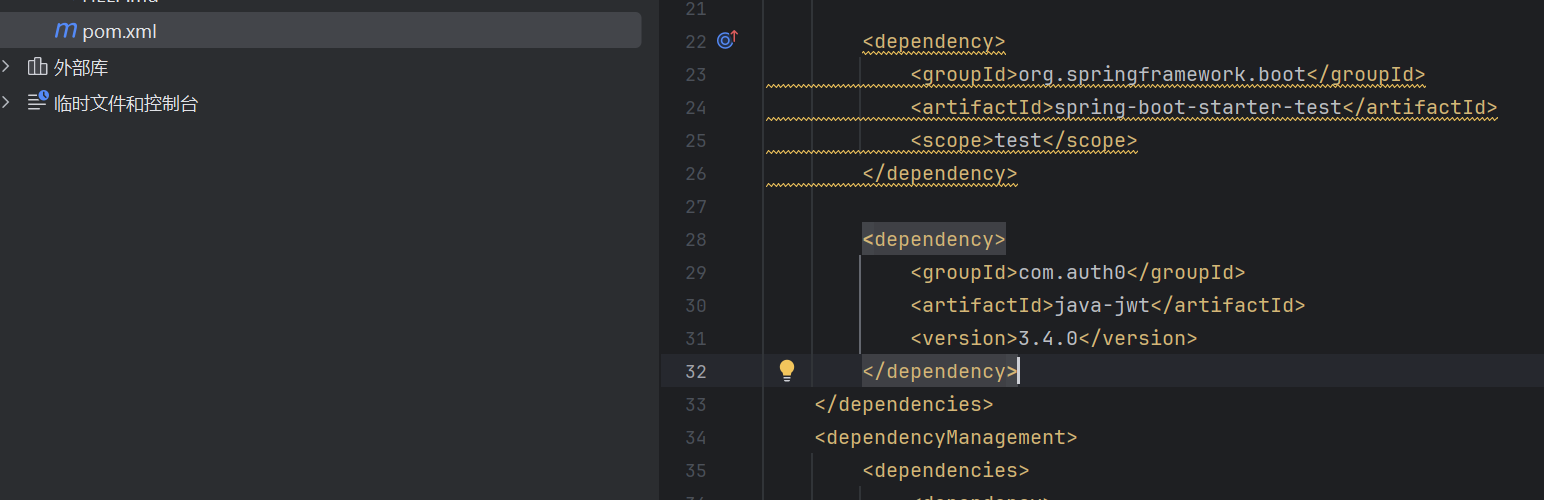 pom.xml
外部库
临时文件和控制台
21
22 <dependency>
23 <groupId>org.springframework.boot</groupId>
24 <artifactId>spring-boot-starter-test</artifactId>
25 <scope>test</scope>
26 </dependency>
27
28 <dependency>
29 <groupId>com.auth0</groupId>
30 <artifactId>java-jwt</artifactId>
31 <version>3.4.0</version>
32 </dependency>
33 </dependencies>
34 <dependencyManagement>
35 <dependencies>